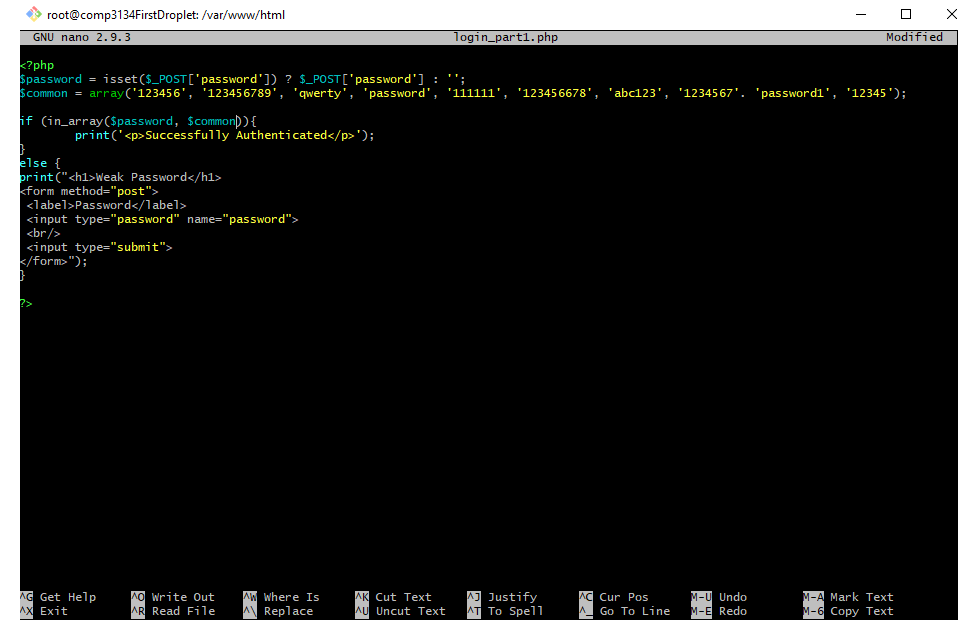 root@comp3134FirstDroplet: /var/www/html
GNU nano 2.9.3 login_part1.php Modified
<?php
$password = isset($_POST['password']) ? $_POST['password'] : '';
$common = array('123456', '123456789', 'qwerty', 'password', '111111', '123456678', 'abc123', '1234567'. 'password1', '12345');
if (in_array($password, $common)){
        print('<p>Successfully Authenticated</p>');
}
else {
print("<h1>Weak Password</h1>
<form method="post">
 <label>Password</label>
 <input type="password" name="password">
 <br/>
 <input type="submit">
</form>");
}
?>
^G Get Help ^O Write Out ^W Where Is ^K Cut Text ^J Justify ^C Cur Pos M-U Undo M-A Mark Text
^X Exit ^R Read File ^\ Replace ^U Uncut Text ^T To Spell ^_ Go To Line M-E Redo M-6 Copy Text